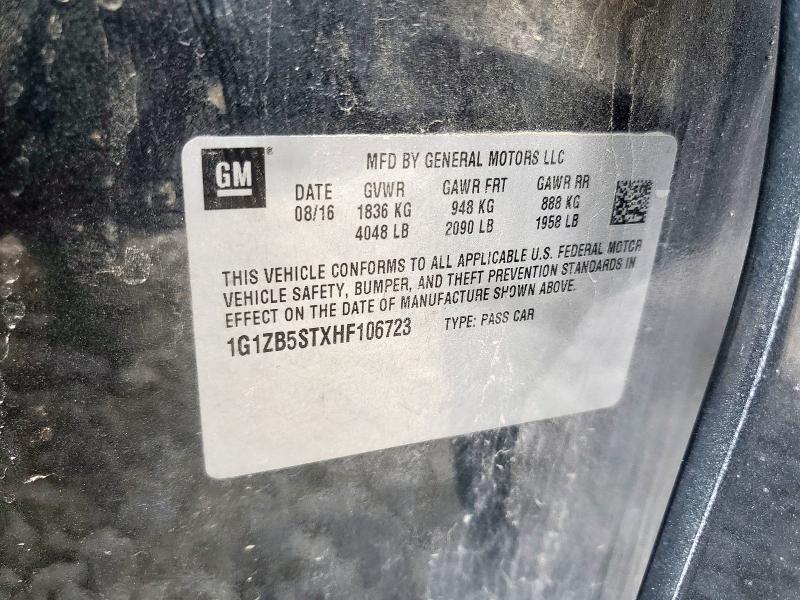 GM ®
MFD BY GENERAL MOTORS LLC
DATE GVWR GAWR FRT GAWR RR
08/16 1836 KG 948 KG 888 KG
4048 LB 2090 LB 1958 LB
THIS VEHICLE CONFORMS TO ALL APPLICABLE U.S. FEDERAL MOTOR
VEHICLE SAFETY, BUMPER, AND THEFT PREVENTION STANDARDS IN
EFFECT ON THE DATE OF MANUFACTURE SHOWN ABOVE.
1G1ZB5STXHF106723 TYPE: PASS CAR